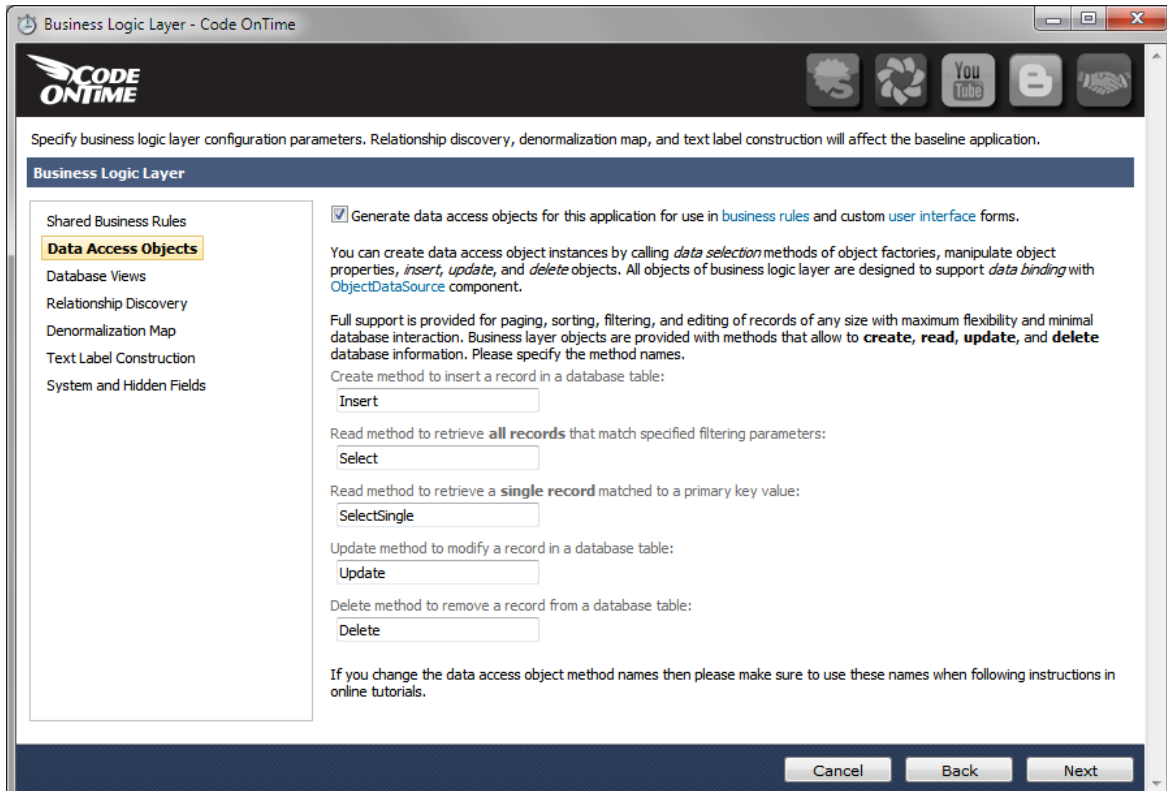 Business Logic Layer - Code OnTime
CODE
ONTIME
You
Tube
Specify business logic layer configuration parameters. Relationship discovery, denormalization map, and text label construction will affect the baseline application.
Business Logic Layer
Shared Business Rules
Data Access Objects
Database Views
Relationship Discovery
Denormalization Map
Text Label Construction
System and Hidden Fields
Generate data access objects for this application for use in business rules and custom user interface forms.
You can create data access object instances by calling data selection methods of object factories, manipulate object
properties, insert, update, and delete objects. All objects of business logic layer are designed to support data binding with
ObjectDataSource component.
Full support is provided for paging, sorting, filtering, and editing of records of any size with maximum flexibility and minimal
database interaction. Business layer objects are provided with methods that allow to create, read, update, and delete
database information. Please specify the method names.
Create method to insert a record in a database table:
Insert
Read method to retrieve all records that match specified filtering parameters:
Select
Read method to retrieve a single record matched to a primary key value:
SelectSingle
Update method to modify a record in a database table:
Update
Delete method to remove a record from a database table:
Delete
If you change the data access object method names then please make sure to use these names when following instructions in
online tutorials.
Cancel
Back
Next